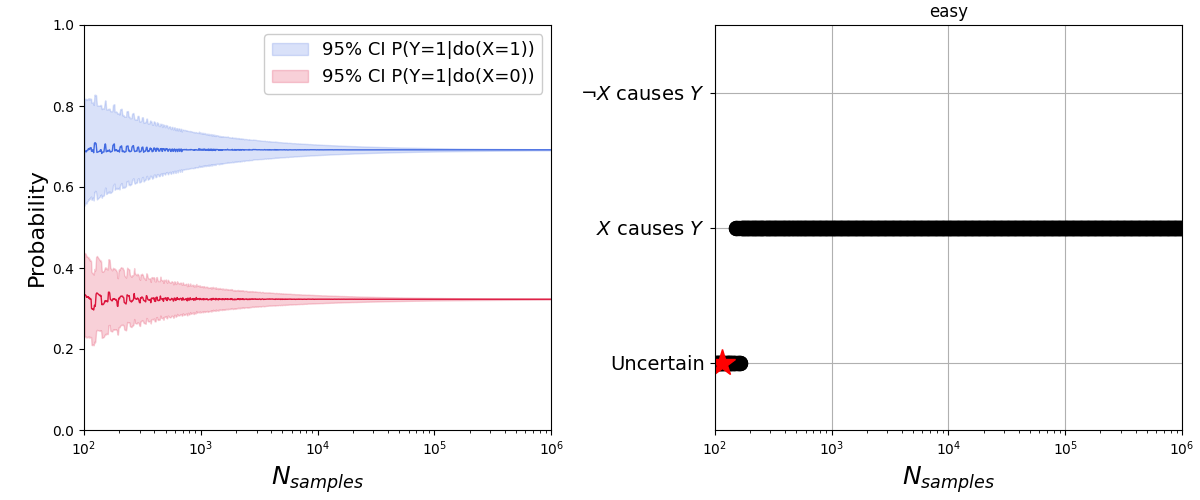 easy
1.0
0.8
0.6
0.4
0.2
0.0
Probability
95% CI P(Y=1|do(X=1))
95% CI P(Y=1|do(X=0))
10²
10³
10⁴
10⁵
10⁶
N_samples
¬X causes Y
X causes Y
Uncertain
10²
10³
10⁴
10⁵
10⁶
N_samples